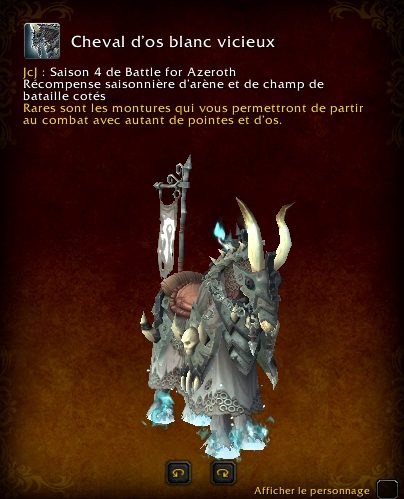 Cheval d'os blanc vicieux
JcJ : Saison 4 de Battle for Azeroth
Récompense saisonnière d'arène et de champ de
bataille cotés
Rares sont les montures qui vous permettront de partir
au combat avec autant de pointes et d'os.
Afficher le personnage